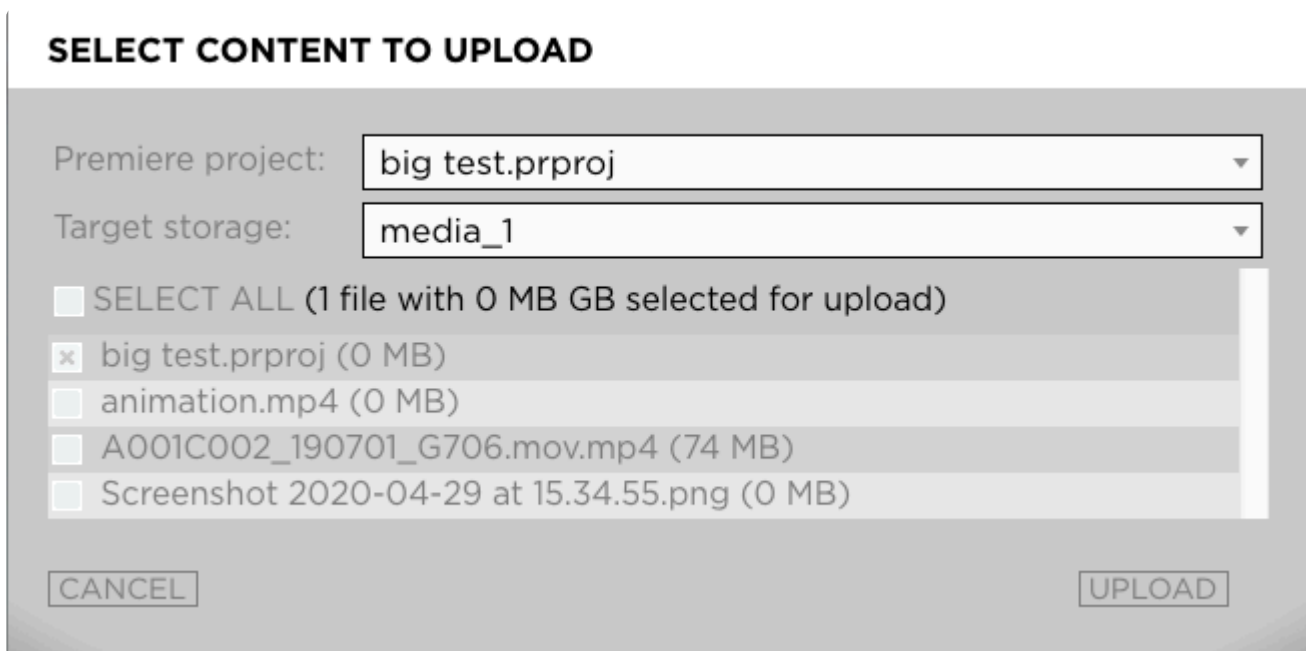 SELECT CONTENT TO UPLOAD
Premiere project: big test.prproj
Target storage: media_1
SELECT ALL (1 file with 0 MB GB selected for upload)
big test.prproj (0 MB)
animation.mp4 (0 MB)
A001C002_190701_G706.mov.mp4 (74 MB)
Screenshot 2020-04-29 at 15.34.55.png (0 MB)
CANCEL UPLOAD